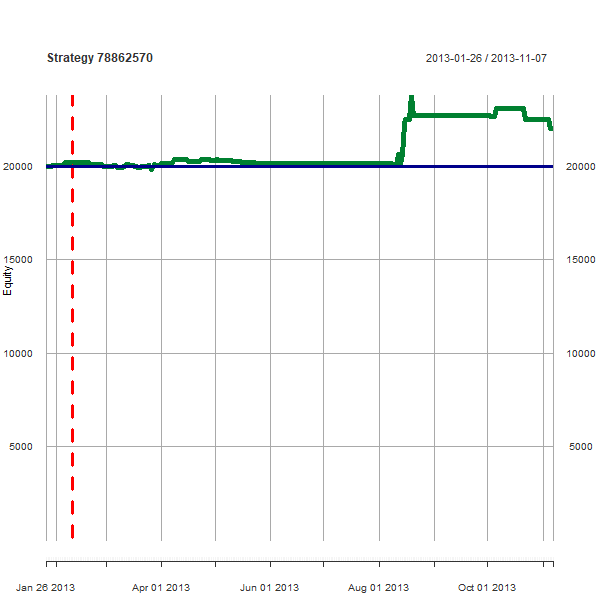 Strategy 78862570
2013-01-26 / 2013-11-07
20000 20000
15000 15000
Equity
10000 10000
5000 5000
Jan 26 2013 Apr 01 2013 Jun 01 2013 Aug 01 2013 Oct 01 2013